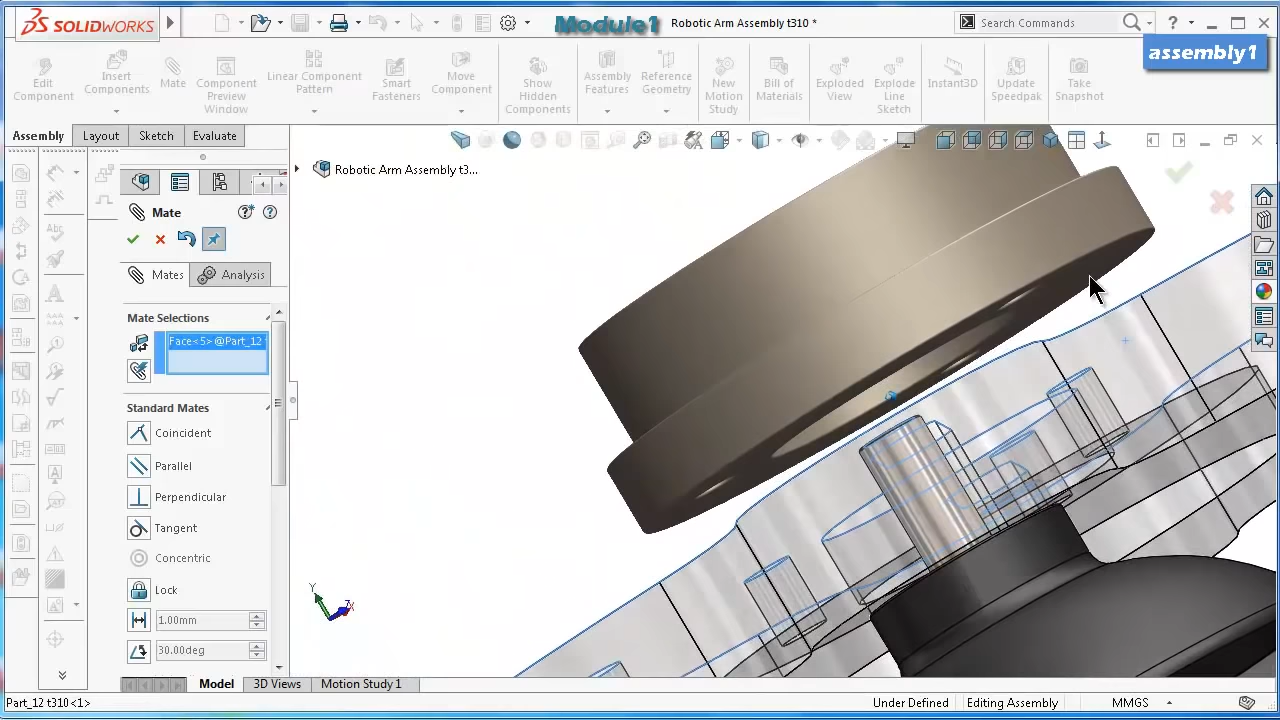 SOLIDWORKS
Module1
Robotic Arm Assembly t310 *
Search Commands
assembly1
Edit Component
Insert Components
Mate
Component Preview Window
Linear Component Pattern
Smart Fasteners
Move Component
Show Hidden Components
Assembly Features
Reference Geometry
New Motion Study
Bill of Materials
Exploded View
Explode Line Sketch
Instant3D
Update Speedpak
Take Snapshot
Assembly
Layout
Sketch
Evaluate
Robotic Arm Assembly t3...
Mate
Mates
Analysis
Mate Selections
Face<5>@Part_12
Standard Mates
Coincident
Parallel
Perpendicular
Tangent
Concentric
Lock
1.00mm
30.00deg
Y
Model
3D Views
Motion Study 1
Part_12 t310<1>
Under Defined
Editing Assembly
MMGS